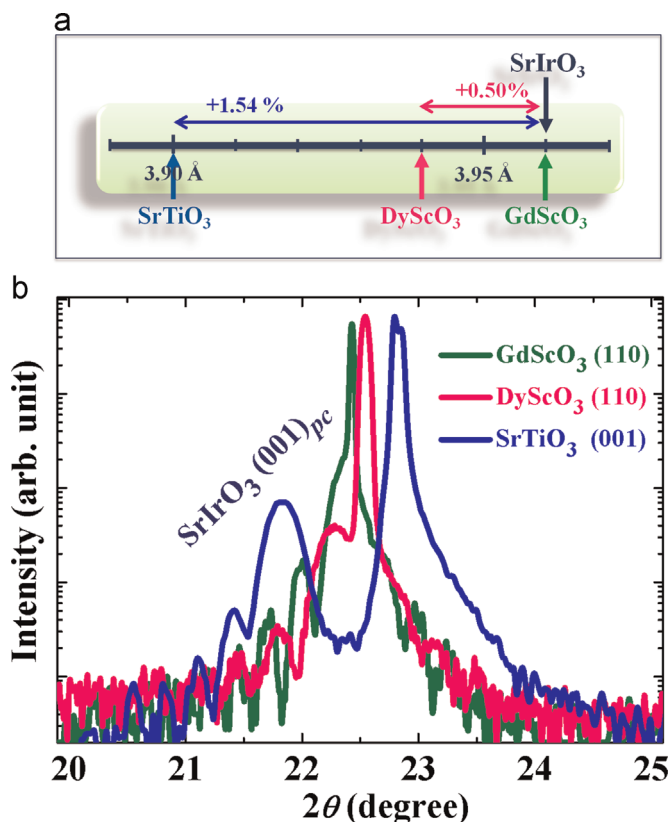 a
SrIrO₃
+0.50%
+1.54 %
3.90 Å
3.95 Å
SrTiO₃
DyScO₃
GdScO₃
b
GdScO₃ (110)
DyScO₃ (110)
SrTiO₃ (001)
SrIrO₃ (001)pc
Intensity (arb. unit)
20 21 22 23 24 25
2θ (degree)